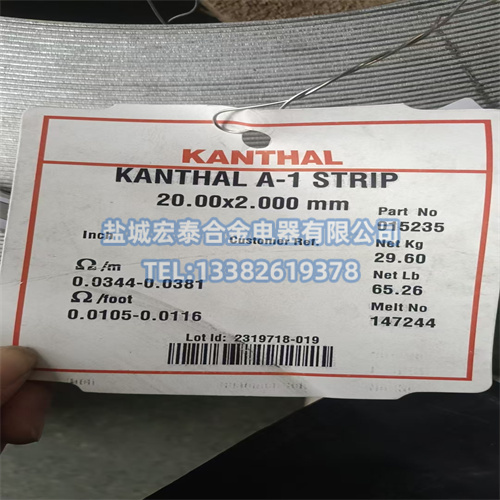 KANTHAL
KANTHAL A-1 STRIP
20.00x2.000 mm
Part No
015235
盐城宏泰合金电器有限公司
Inch
Customer Ref.
Net Kg
29.60
TEL:13382619378
Ω/m
0.0344-0.0381
Net Lb
65.26
Ω/foot
0.0105-0.0116
Melt No
147244
Lot Id: 2319718-019